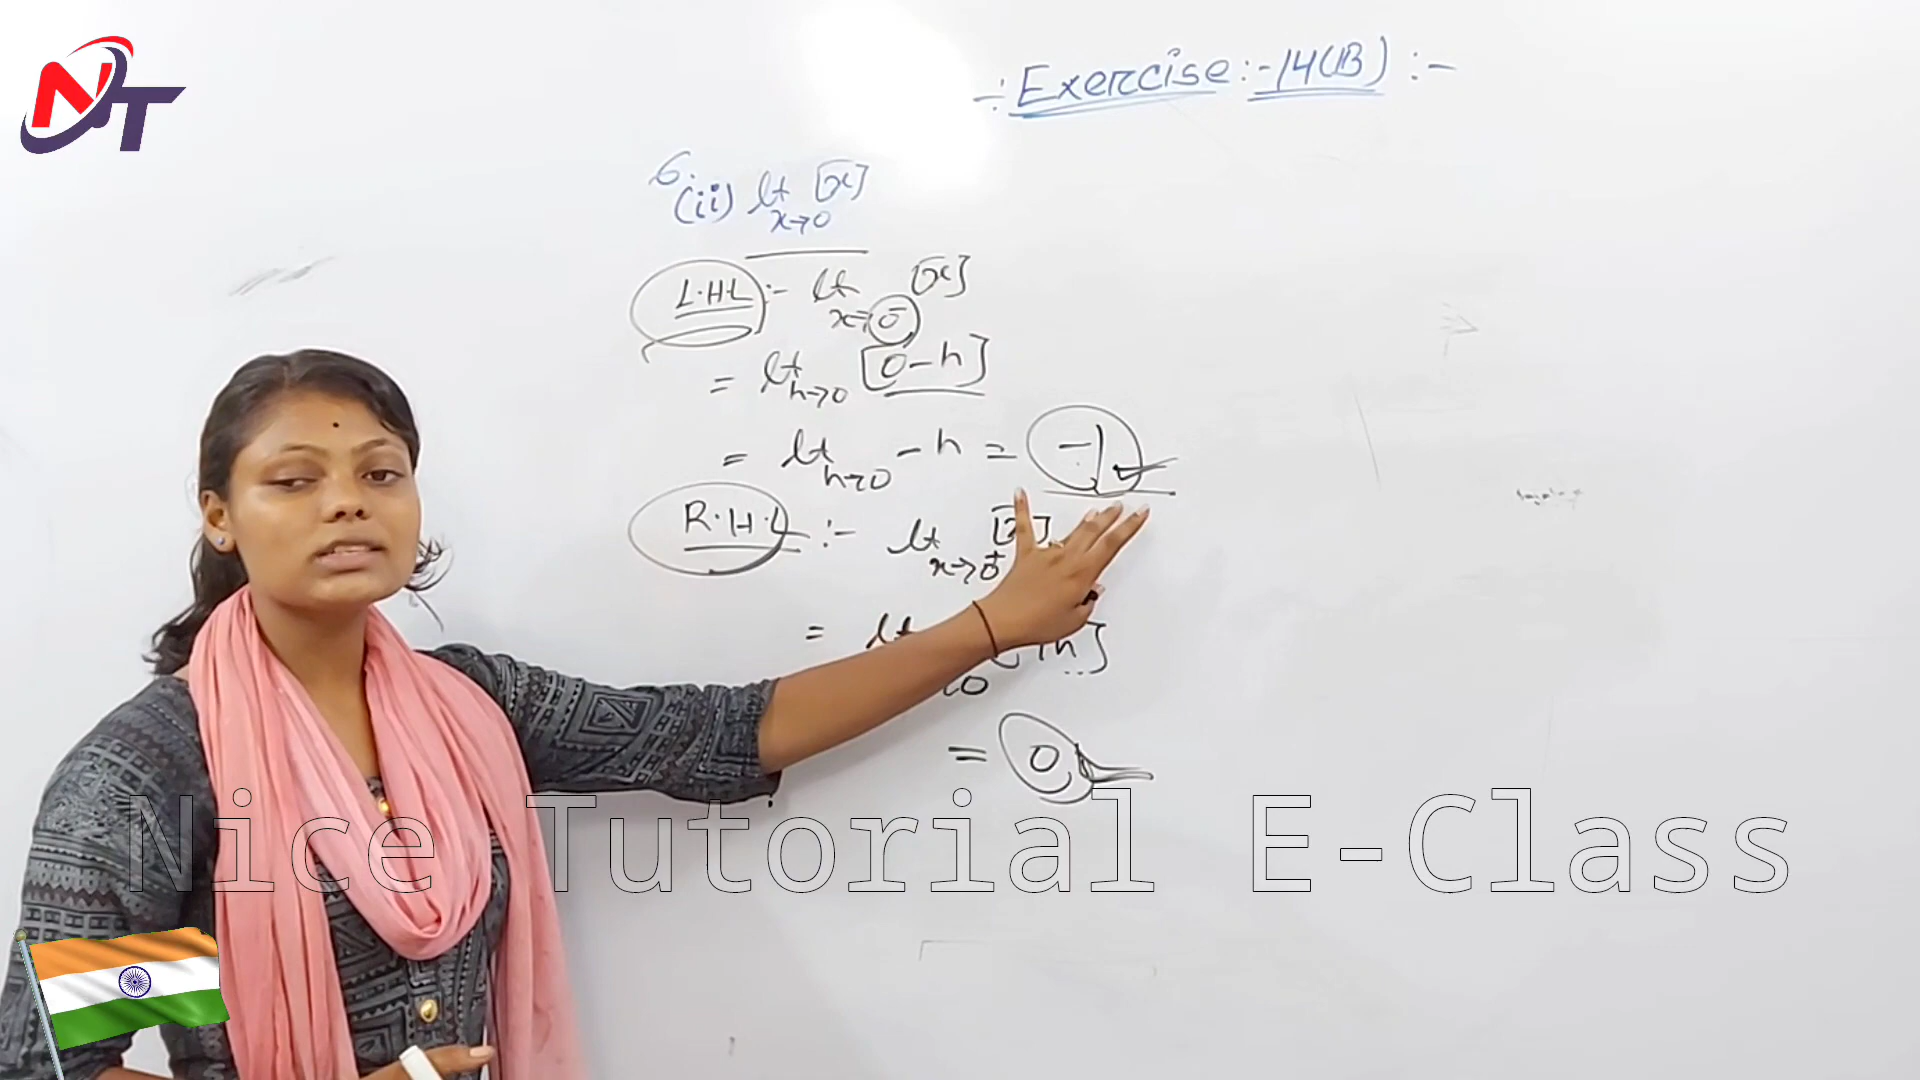 NT
÷ Exercise :- 14(B) :-
6.
(ii) lt [x]
x→0
L.H.L :- lt [x]
x→0⁻
= lt [0-h]
h→0
= lt -h = -1
h→0
R.H.L :- lt
x→0⁺
= lt h]
= 0
Nice Tutorial E-Class